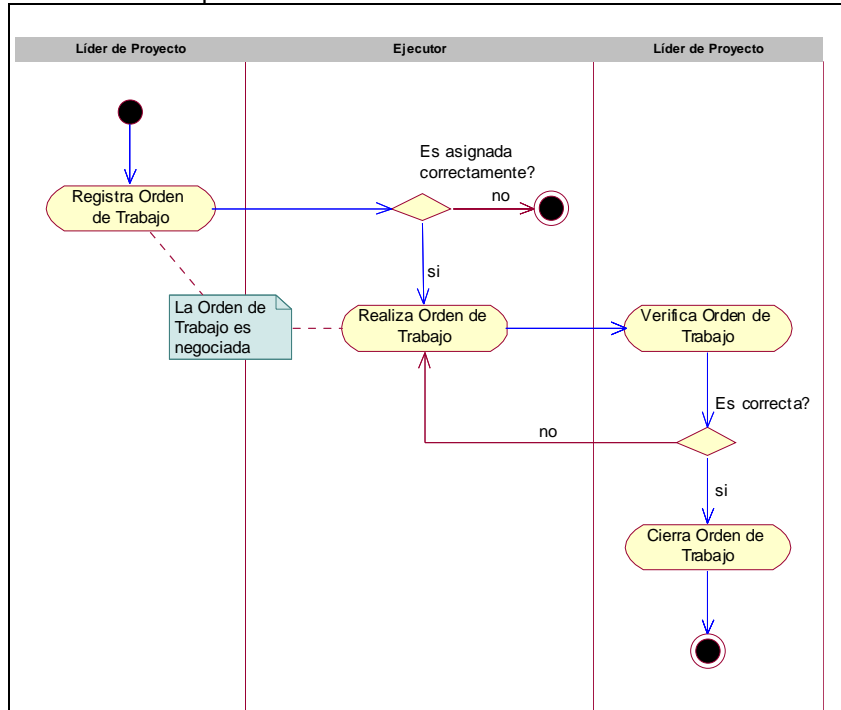 Líder de Proyecto
Ejecutor
Líder de Proyecto
Es asignada
correctamente?
no
Registra Orden
de Trabajo
si
La Orden de
Trabajo es
negociada
Realiza Orden de
Trabajo
Verifica Orden de
Trabajo
Es correcta?
no
si
Cierra Orden de
Trabajo